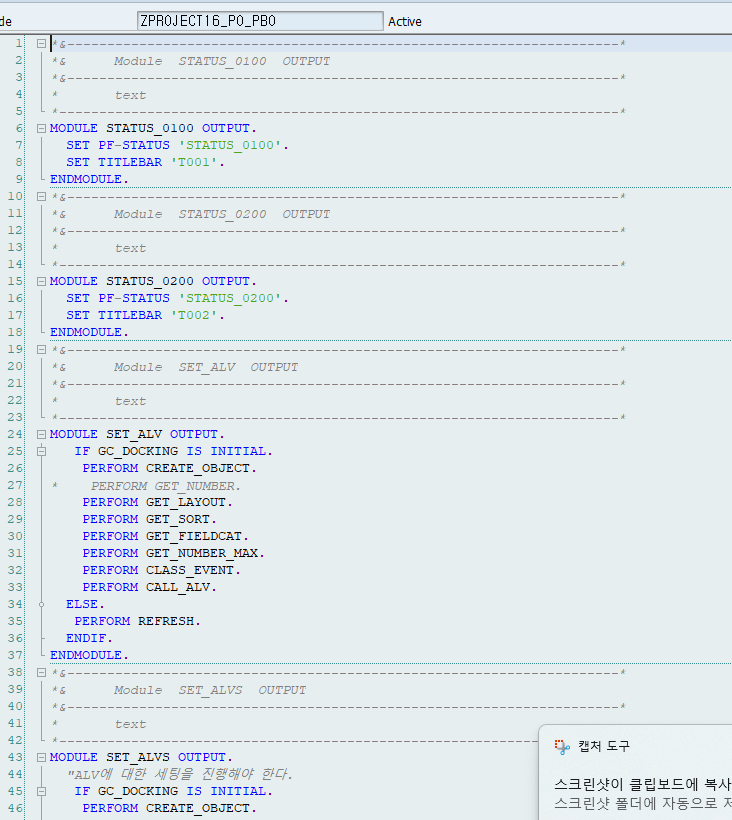 de ZPROJECT16_PO_PBO Active
1 *&---------------------------------------------------------------------*
2 *&      Module  STATUS_0100  OUTPUT
3 *&---------------------------------------------------------------------*
4 *       text
5 *----------------------------------------------------------------------*
6 MODULE STATUS_0100 OUTPUT.
7   SET PF-STATUS 'STATUS_0100'.
8   SET TITLEBAR 'T001'.
9 ENDMODULE.
10 *&---------------------------------------------------------------------*
11 *&      Module  STATUS_0200  OUTPUT
12 *&---------------------------------------------------------------------*
13 *       text
14 *----------------------------------------------------------------------*
15 MODULE STATUS_0200 OUTPUT.
16   SET PF-STATUS 'STATUS_0200'.
17   SET TITLEBAR 'T002'.
18 ENDMODULE.
19 *&---------------------------------------------------------------------*
20 *&      Module  SET_ALV  OUTPUT
21 *&---------------------------------------------------------------------*
22 *       text
23 *----------------------------------------------------------------------*
24 MODULE SET_ALV OUTPUT.
25    IF GC_DOCKING IS INITIAL.
26     PERFORM CREATE_OBJECT.
27 *    PERFORM GET_NUMBER.
28     PERFORM GET_LAYOUT.
29     PERFORM GET_SORT.
30     PERFORM GET_FIELDCAT.
31     PERFORM GET_NUMBER_MAX.
32     PERFORM CLASS_EVENT.
33     PERFORM CALL_ALV.
34   ELSE.
35    PERFORM REFRESH.
36   ENDIF.
37 ENDMODULE.
38 *&---------------------------------------------------------------------*
39 *&      Module  SET_ALVS  OUTPUT
40 *&---------------------------------------------------------------------*
41 *       text
42 *----------------------------------------------------------------------*
43 MODULE SET_ALVS OUTPUT.
44   "ALV에 대한 세팅을 진행해야 한다.
45    IF GC_DOCKING IS INITIAL.
46     PERFORM CREATE_OBJECT.
캡처 도구
스크린샷이 클립보드에 복사
스크린샷 폴더에 자동으로 저